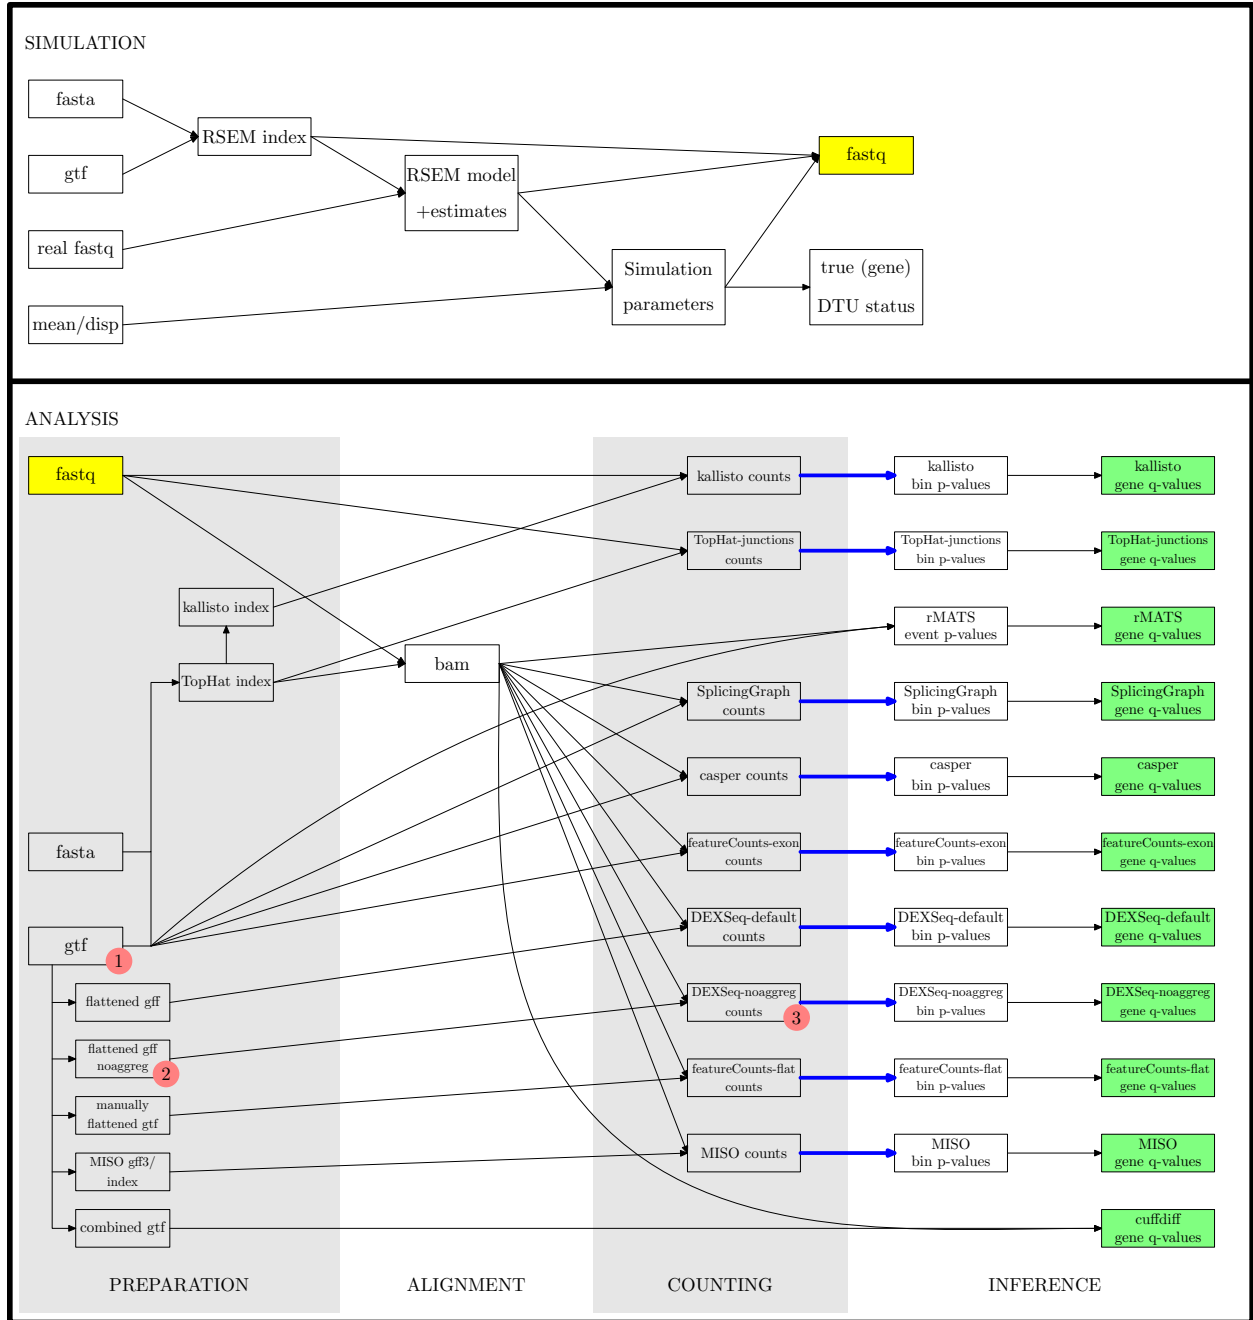 SIMULATION
fasta
RSEM index
gtf
fastq
RSEM model
+estimates
real fastq
Simulation
parameters
true (gene)
DTU status
mean/disp
ANALYSIS
fastq
kallisto counts
kallisto
bin p-values
kallisto
gene q-values
TopHat-junctions
counts
TopHat-junctions
bin p-values
TopHat-junctions
gene q-values
kallisto index
rMATS
event p-values
rMATS
gene q-values
TopHat index
bam
SplicingGraph
counts
SplicingGraph
bin p-values
SplicingGraph
gene q-values
casper counts
casper
bin p-values
casper
gene q-values
fasta
featureCounts-exon
counts
featureCounts-exon
bin p-values
featureCounts-exon
gene q-values
gtf
1
DEXSeq-default
counts
DEXSeq-default
bin p-values
DEXSeq-default
gene q-values
flattened gff
DEXSeq-noaggreg
counts
3
DEXSeq-noaggreg
bin p-values
DEXSeq-noaggreg
gene q-values
flattened gff
noaggreg
2
featureCounts-flat
counts
featureCounts-flat
bin p-values
featureCounts-flat
gene q-values
manually
flattened gtf
MISO gff3/
index
MISO counts
MISO
bin p-values
MISO
gene q-values
combined gtf
cuffdiff
gene q-values
PREPARATION
ALIGNMENT
COUNTING
INFERENCE